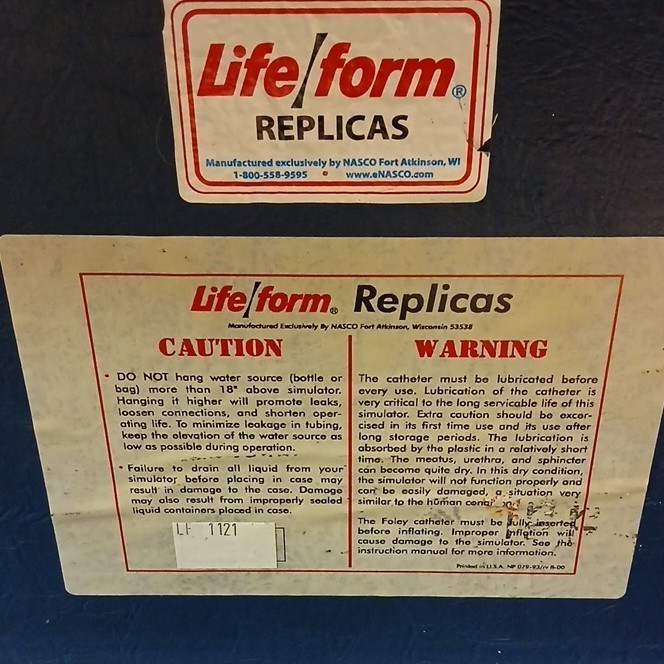 Life/form®
REPLICAS
Manufactured exclusively by NASCO Fort Atkinson, WI
1-800-558-9595 • www.eNASCO.com
Life/form® Replicas
Manufactured Exclusively By NASCO Fort Atkinson, Wisconsin 53538
CAUTION
• DO NOT hang water source (bottle or
bag) more than 18" above simulator.
Hanging it higher will promote leaks,
loosen connections, and shorten oper-
ating life. To minimize leakage in tubing,
keep the elevation of the water source as
low as possible during operation.
• Failure to drain all liquid from your
simulator before placing in case may
result in damage to the case. Damage
may also result from improperly sealed
liquid containers placed in case.
LF 1121
WARNING
The catheter must be lubricated before
every use. Lubrication of the catheter is
very critical to the long servicable life of this
simulator. Extra caution should be exer-
cised in its first time use and its use after
long storage periods. The lubrication is
absorbed by the plastic in a relatively short
time. The meatus, urethra, and sphincter
can become quite dry. In this dry condition,
the simulator will not function properly and
can be easily damaged, a situation very
similar to the human
The Foley catheter must be fully inserted
before inflating. Improper inflation will
cause damage to the simulator. See the
instruction manual for more information.
Printed in U.S.A. NP 079-93/rv 8-00